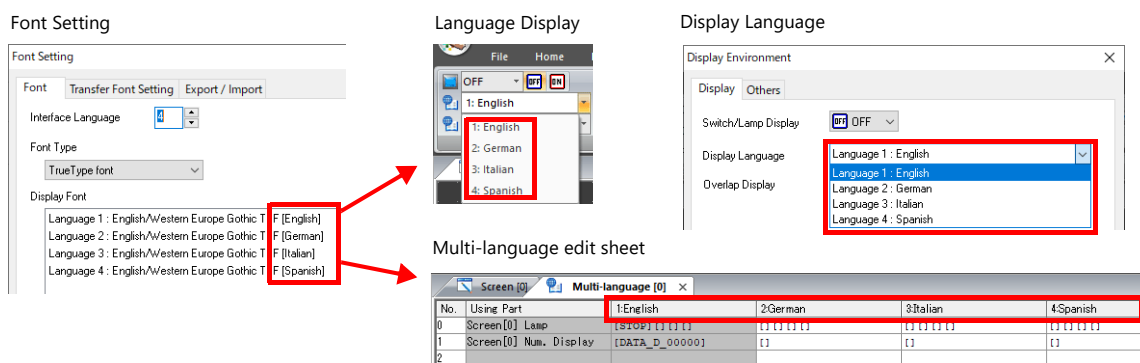 Font Setting
Font Setting
Font Transfer Font Setting Export / Import
Interface Language 4
Font Type
TrueType font
Display Font
Language 1 : English/Western Europe Gothic T F [English]
Language 2 : English/Western Europe Gothic T F [German]
Language 3 : English/Western Europe Gothic T F [Italian]
Language 4 : English/Western Europe Gothic T F [Spanish]
Language Display
File Home
OFF OFF ON
1: English
1: English
2: German
3: Italian
4: Spanish
Display Language
Display Environment
Display Others
Switch/Lamp Display OFF OFF
Display Language Language 1 : English
Language 1 : English
Overlap Display Language 2 : German
Language 3 : Italian
Language 4 : Spanish
Multi-language edit sheet
Screen [0] Multi-language [0] ×
No. Using Part 1:English 2:German 3:Italian 4:Spanish
0 Screen[0] Lamp [STOP][][][] [][][][] [][][][] [][][][]
1 Screen[0] Num. Display [DATA_D_00000] [] [] []
2